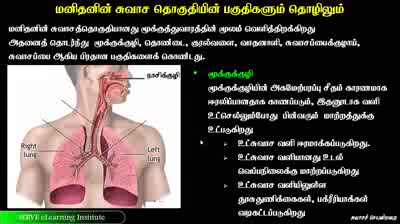 மனிதனின் சுவாச தொகுதியின் பகுதிகளும் தொழிலும்
மனிதனின் சுவாசத்தொகுதியானது மூக்குத்துவாரத்தின் மூலம் வெளித்திறக்கிறது
அதனைத் தொடர்ந்து மூக்குக்குழி, தொண்டை, குரல்வளை, வாதனாளி, சுவாசப்பைக்குழாய்,
சுவாசப்பை ஆகிய பிரதான பகுதிகளைக் கொண்டது.
நாசிக்குழி
Right
lung
Left
lung
• மூக்குக்குழி
மூக்குக்குழியின் அகமேற்பரப்பு சீதம் காரணமாக
ஈரலிப்பானதாக காணப்படும், இதனூடாக வளி
உட்செல்லும்போது பின்வரும் மாற்றத்துக்கு
உட்படுகிறது
➢ உட்சுவாச வளி ஈரமாக்கப்படுகிறது.
➢ உட்சுவாச வளியானது உடல்
வெப்பநிலைக்கு மாற்றப்படுகிறது
➢ உட்சுவாச வளியிலுள்ள
தூசுதுணிக்கைகள், பக்றீரியாக்கள்
வடிகட்டப்படுகிறது
SERVE eLearning Institute
சுவாசச் செயன்முறை